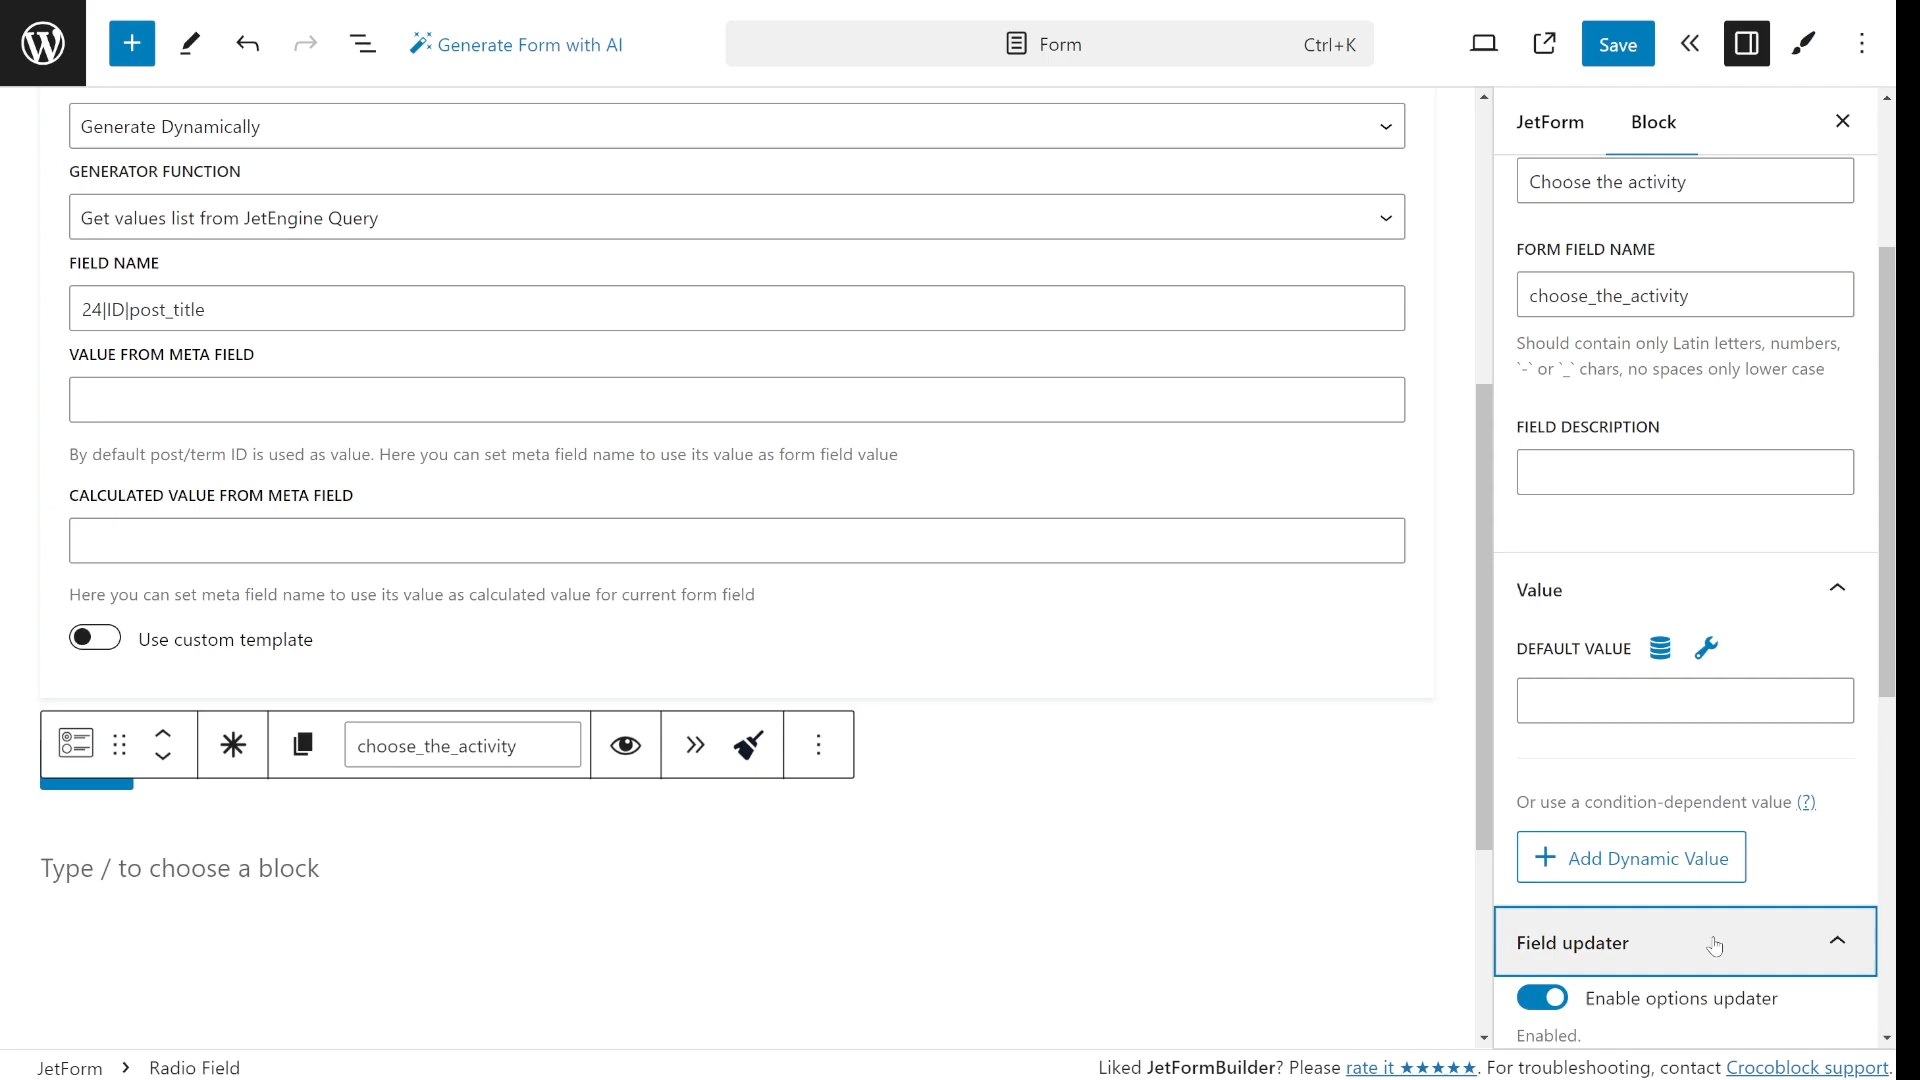 Generate Form with AI
Form
Ctrl+K
Save
Generate Dynamically
GENERATOR FUNCTION
Get values list from JetEngine Query
FIELD NAME
24|ID|post_title
VALUE FROM META FIELD
By default post/term ID is used as value. Here you can set meta field name to use its value as form field value
CALCULATED VALUE FROM META FIELD
Here you can set meta field name to use its value as calculated value for current form field
Use custom template
choose_the_activity
Type / to choose a block
JetForm
Block
Choose the activity
FORM FIELD NAME
choose_the_activity
Should contain only Latin letters, numbers,
`-` or `_` chars, no spaces only lower case
FIELD DESCRIPTION
Value
DEFAULT VALUE
Or use a condition-dependent value (?)
Add Dynamic Value
Field updater
Enable options updater
Enabled.
JetForm > Radio Field
Liked JetFormBuilder? Please rate it ★★★★★. For troubleshooting, contact Crocoblock support.